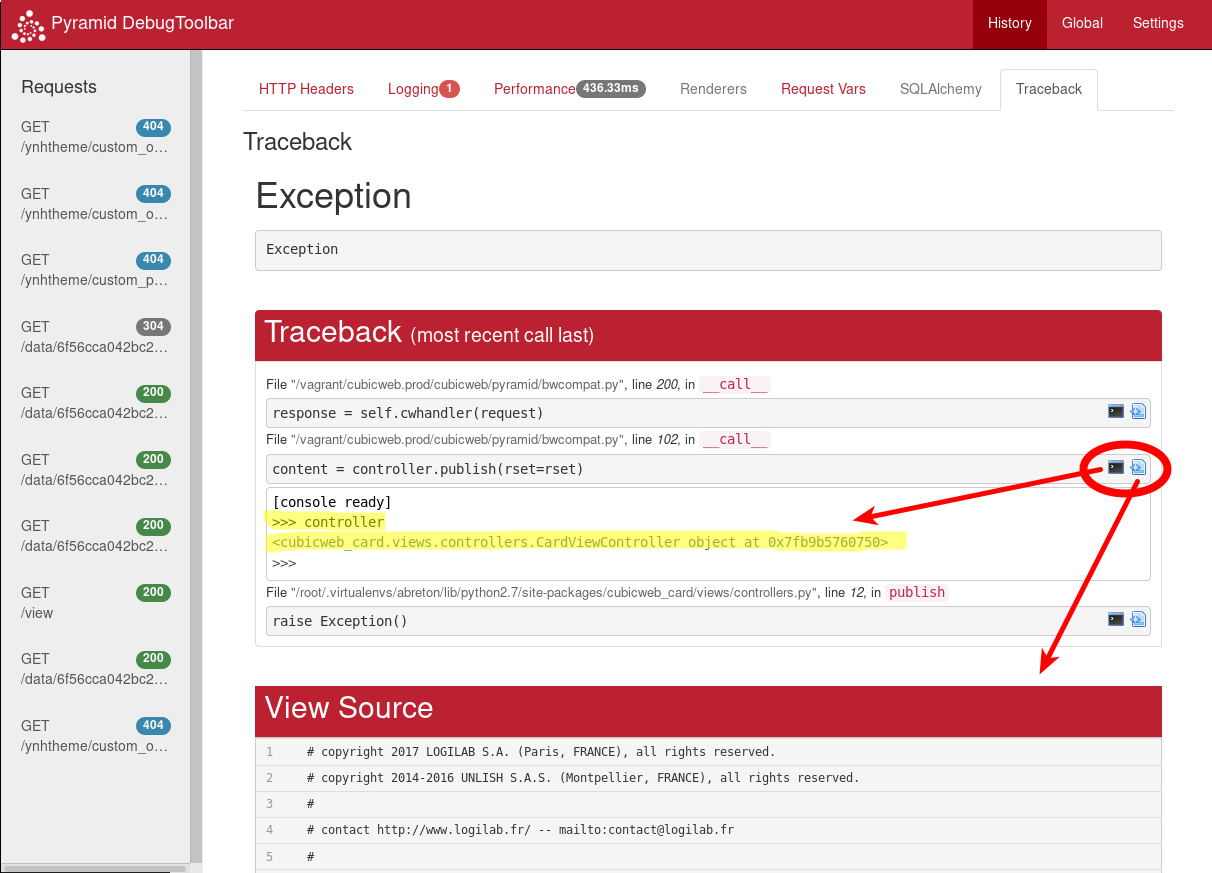 Pyramid DebugToolbar
History Global Settings
Requests
GET 404
/ynhtheme/custom_o…
GET 404
/ynhtheme/custom_o…
GET 404
/ynhtheme/custom_p…
GET 304
/data/6f56cca042bc2…
GET 200
/data/6f56cca042bc2…
GET 200
/data/6f56cca042bc2…
GET 200
/data/6f56cca042bc2…
GET 200
/view
GET 200
/data/6f56cca042bc2…
GET 404
/ynhtheme/custom_o…
HTTP Headers Logging 1 Performance 436.33ms Renderers Request Vars SQLAlchemy Traceback
Traceback
Exception
Exception
Traceback (most recent call last)
File "/vagrant/cubicweb.prod/cubicweb/pyramid/bwcompat.py", line 200, in __call__
response = self.cwhandler(request)
File "/vagrant/cubicweb.prod/cubicweb/pyramid/bwcompat.py", line 102, in __call__
content = controller.publish(rset=rset)
[console ready]
>>> controller
<cubicweb_card.views.controllers.CardViewController object at 0x7fb9b5760750>
>>>
File "/root/.virtualenvs/abreton/lib/python2.7/site-packages/cubicweb_card/views/controllers.py", line 12, in publish
raise Exception()
View Source
1 # copyright 2017 LOGILAB S.A. (Paris, FRANCE), all rights reserved.
2 # copyright 2014-2016 UNLISH S.A.S. (Montpellier, FRANCE), all rights reserved.
3 #
4 # contact http://www.logilab.fr/ -- mailto:contact@logilab.fr
5 #